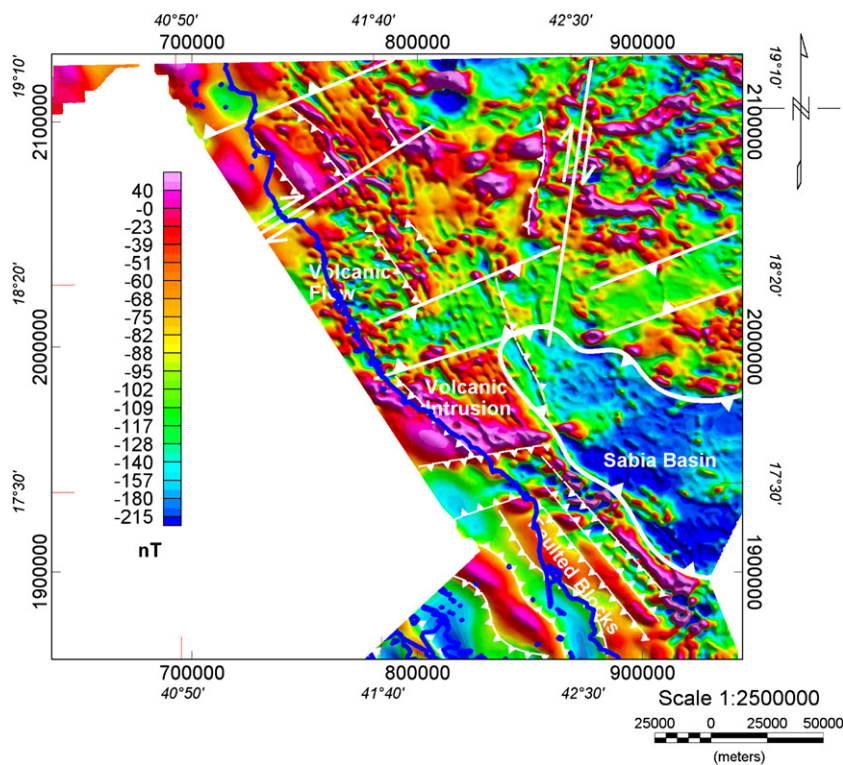 40°50' 41°40' 42°30'
700000 800000 900000
19°10'
19°10'
2100000
2100000
N
40
-0
-23
-39
-51
-60
-68
-75
-82
-88
-95
-102
-109
-117
-128
-140
-157
-180
-215
nT
18°20'
18°20'
Volcanic
Flow
2000000
2000000
Volcanic
Intrusion
Sabia Basin
17°30'
17°30'
1900000
1900000
Faulted Blocks
700000 800000 900000
40°50' 41°40' 42°30'
Scale 1:2500000
25000 0 25000 50000
(meters)